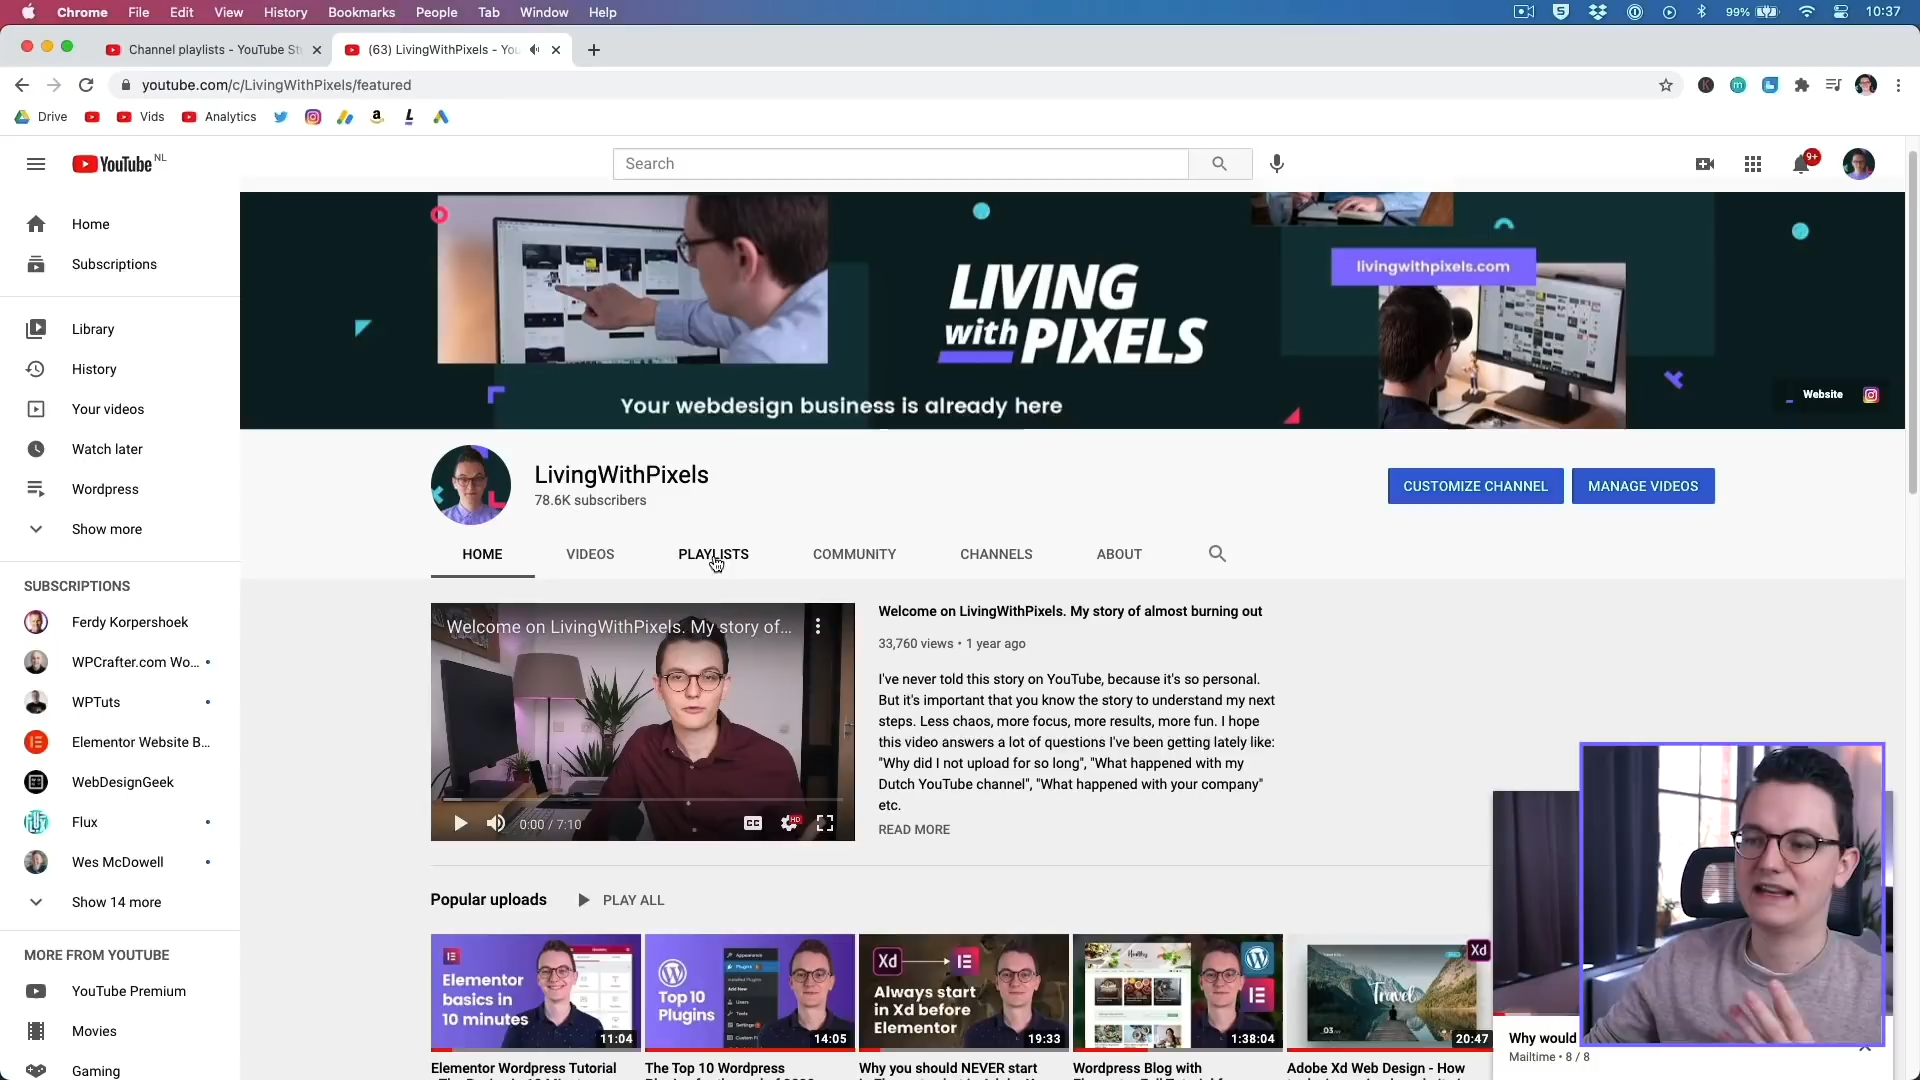 Chrome File Edit View History Bookmarks People Tab Window Help
99% 10:37
Channel playlists - YouTube St
(63) LivingWithPixels - You
youtube.com/c/LivingWithPixels/featured
Drive Vids Analytics
YouTube NL
Search
9+
Home
Subscriptions
Library
History
Your videos
Watch later
Wordpress
Show more
SUBSCRIPTIONS
Ferdy Korpershoek
WPCrafter.com Wo...
WPTuts
Elementor Website B...
WebDesignGeek
Flux
Wes McDowell
Show 14 more
MORE FROM YOUTUBE
YouTube Premium
Movies
Gaming
LIVING
with PIXELS
livingwithpixels.com
Your webdesign business is already here
Website
LivingWithPixels
78.6K subscribers
CUSTOMIZE CHANNEL
MANAGE VIDEOS
HOME VIDEOS PLAYLISTS COMMUNITY CHANNELS ABOUT
Welcome on LivingWithPixels. My story of...
0:00 / 7:10
CC
HD
Welcome on LivingWithPixels. My story of almost burning out
33,760 views • 1 year ago
I've never told this story on YouTube, because it's so personal.
But it's important that you know the story to understand my next
steps. Less chaos, more focus, more results, more fun. I hope
this video answers a lot of questions I've been getting lately like:
"Why did I not upload for so long", "What happened with my
Dutch YouTube channel", "What happened with your company"
etc.
READ MORE
Popular uploads
PLAY ALL
Elementor
basics in
10 minutes
11:04
Top 10
Plugins
14:05
Xd
Always start
in Xd before
Elementor
19:33
Healthy
1:38:04
Xd
Travel
03
20:47
Elementor Wordpress Tutorial
The Top 10 Wordpress
Why you should NEVER start
Wordpress Blog with
Adobe Xd Web Design - How
Why would
Mailtime • 8 / 8